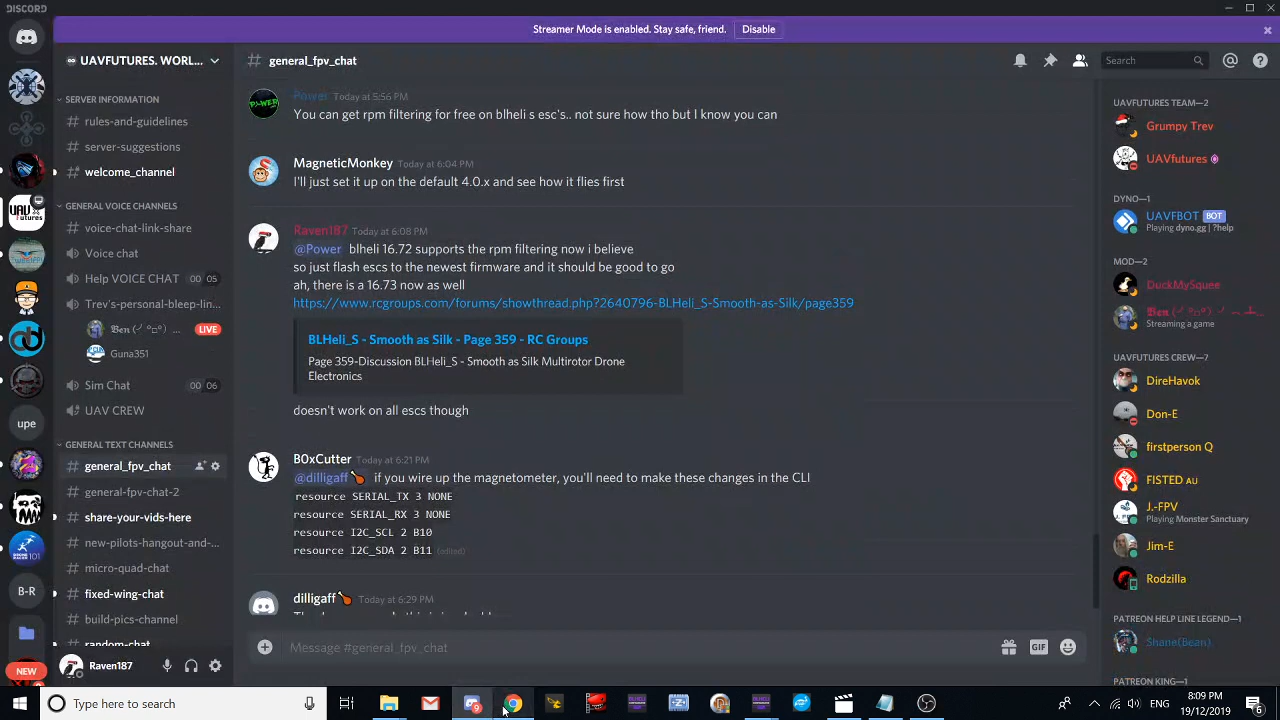 DISCORD
Streamer Mode is enabled. Stay safe, friend. Disable
UAVFUTURES. WORL...
# general_fpv_chat
Search
SERVER INFORMATION
# rules-and-guidelines
# server-suggestions
# welcome_channel
GENERAL VOICE CHANNELS
voice-chat-link-share
Voice chat
Help VOICE CHAT 00 05
Trev's-personal-bleep-lin...
Ben
LIVE
Guna351
Sim Chat 00 06
UAV CREW
GENERAL TEXT CHANNELS
# general_fpv_chat
# general-fpv-chat-2
# share-your-vids-here
# new-pilots-hangout-and-...
# micro-quad-chat
# fixed-wing-chat
# build-pics-channel
# random-chat
upe
B-R
NEW
Raven187
Power Today at 5:56 PM
You can get rpm filtering for free on blheli s esc's.. not sure how tho but I know you can
MagneticMonkey Today at 6:04 PM
I'll just set it up on the default 4.0.x and see how it flies first
Raven187 Today at 6:08 PM
@Power blheli 16.72 supports the rpm filtering now i believe
so just flash escs to the newest firmware and it should be good to go
ah, there is a 16.73 now as well
https://www.rcgroups.com/forums/showthread.php?2640796-BLHeli_S-Smooth-as-Silk/page359
BLHeli_S - Smooth as Silk - Page 359 - RC Groups
Page 359-Discussion BLHeli_S - Smooth as Silk Multirotor Drone
Electronics
doesn't work on all escs though
B0xCutter Today at 6:21 PM
@dilligaff🍗 if you wire up the magnetometer, you'll need to make these changes in the CLI
resource SERIAL_TX 3 NONE
resource SERIAL_RX 3 NONE
resource I2C_SCL 2 B10
resource I2C_SDA 2 B11 (edited)
dilligaff🍗 Today at 6:29 PM
Message #general_fpv_chat
GIF
UAVFUTURES TEAM—2
Grumpy Trev
UAVfutures
DYNO—1
UAVFBOT BOT
Playing dyno.gg | ?help
MOD—2
DuckMySquee
Ben
Streaming a game
UAVFUTURES CREW—7
DireHavok
Don-E
firstperson Q
FISTED AU
J.-FPV
Playing Monster Sanctuary
Jim-E
Rodzilla
PATREON HELP LINE LEGEND—1
Shane(Bean)
PATREON KING—1
Type here to search
ENG
8:09 PM
19/12/2019
6